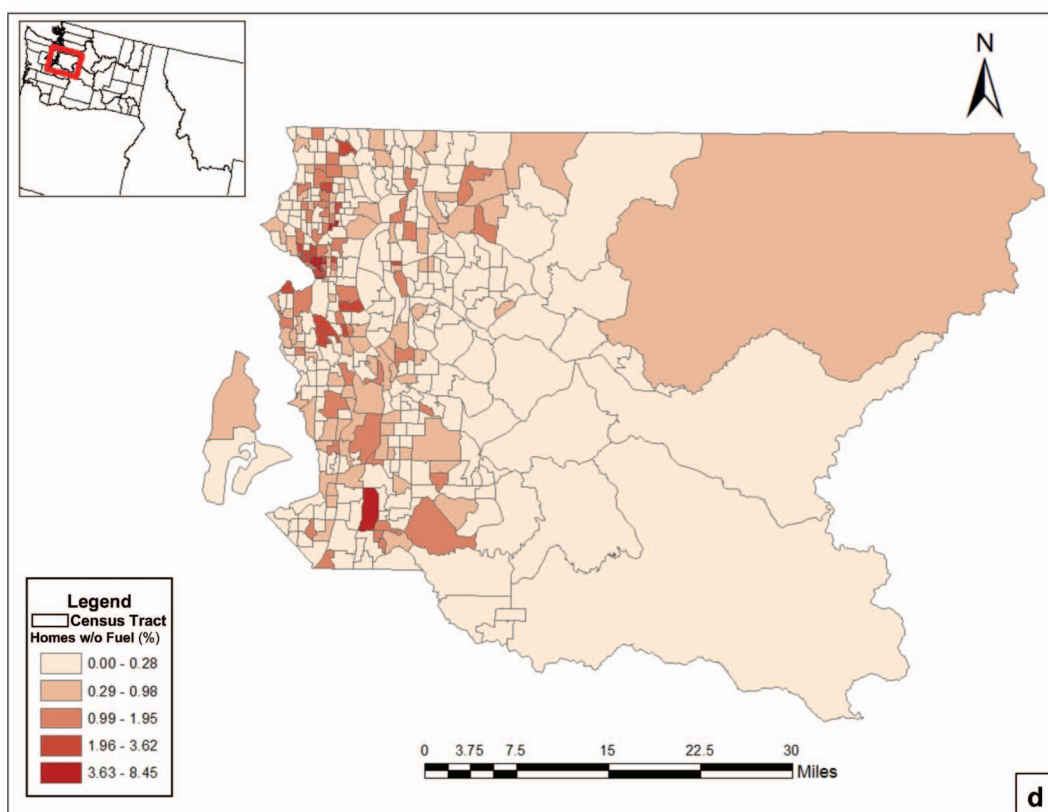 N
Legend
Census Tract
Homes w/o Fuel (%)
0.00 - 0.28
0.29 - 0.98
0.99 - 1.95
1.96 - 3.62
3.63 - 8.45
0 3.75 7.5 15 22.5 30
Miles
d